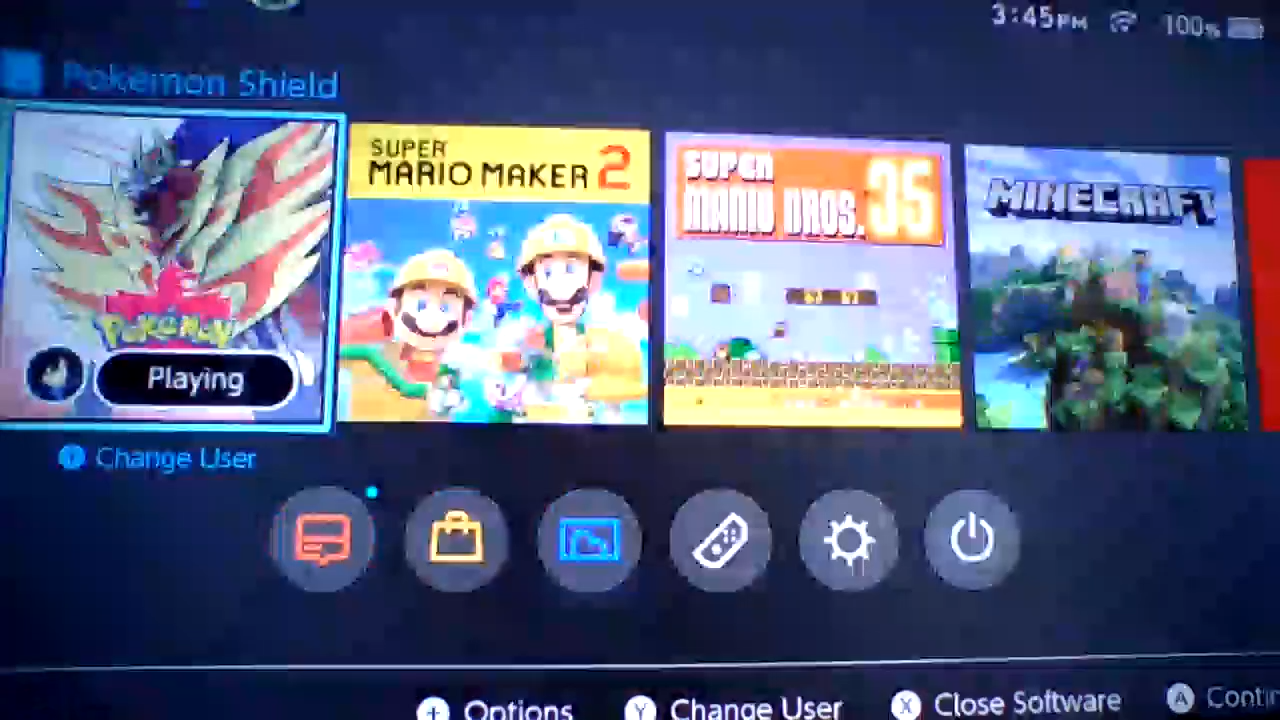 3:45PM 100%
Pokémon Shield
SUPER
MARIO MAKER 2
SUPER
MARIO BROS. 35
MINECRAFT
Pokémon
Playing
Y Change User
+ Options Y Change User X Close Software A Contin